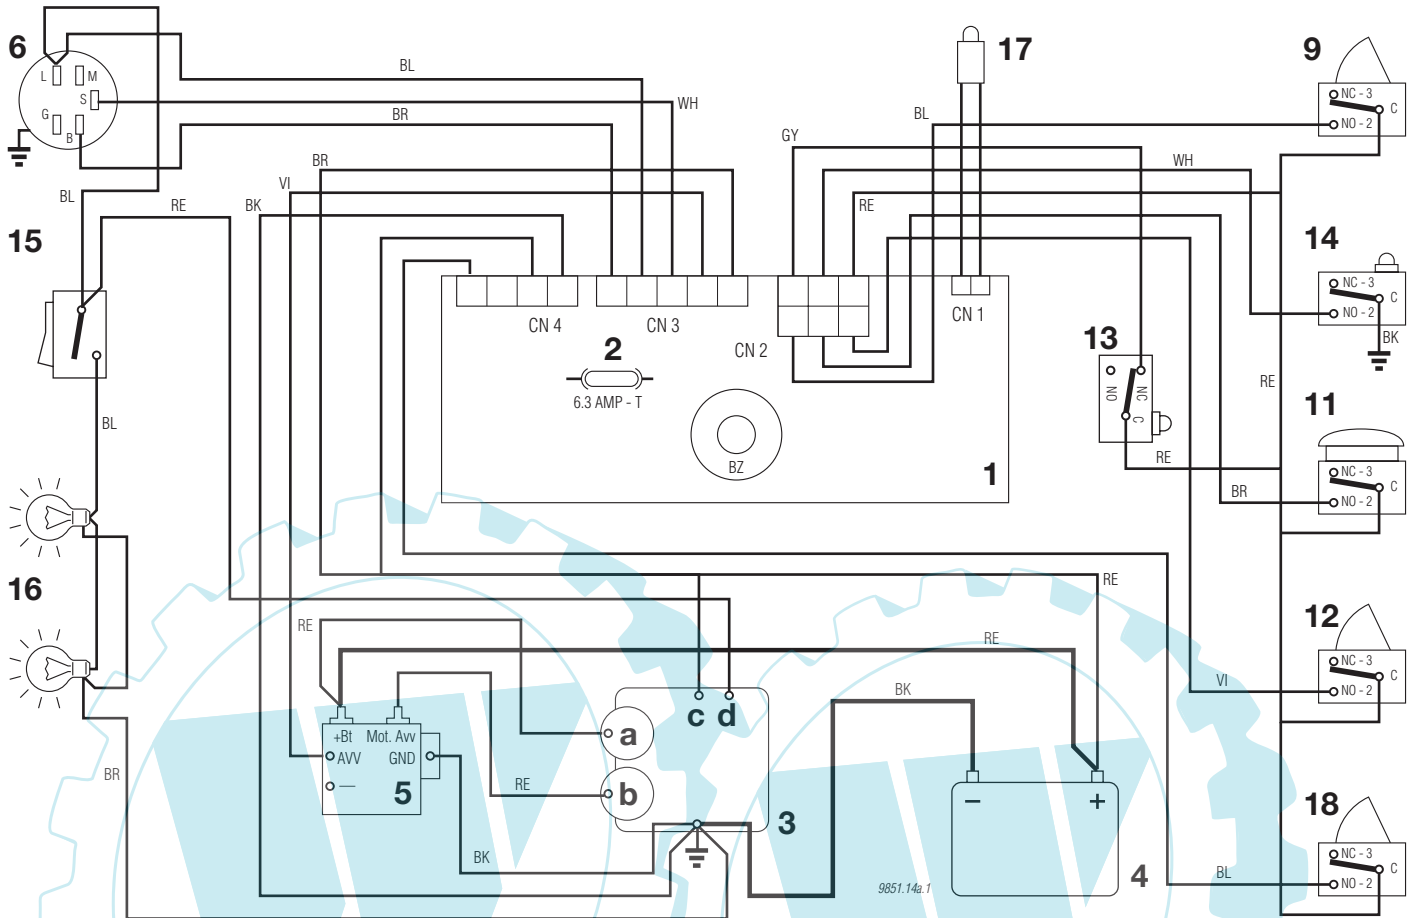 6
L
M
S
G
B
BL
WH
BR
BR
VI
BK
BL
RE
15
BL
16
BR
17
GY
BL
WH
RE
CN 4
CN 3
CN 2
CN 1
2
6.3 AMP - T
BZ
1
13
NO
NC
C
RE
RE
BR
VI
BL
9
NC - 3
C
NO - 2
14
NC - 3
C
NO - 2
BK
11
NC - 3
C
NO - 2
12
NC - 3
C
NO - 2
18
NC - 3
C
NO - 2
RE
RE
RE
+Bt
Mot. Avv
AVV
GND
—
5
RE
BK
a
b
c d
3
BK
−
+
4
9851.14a.1